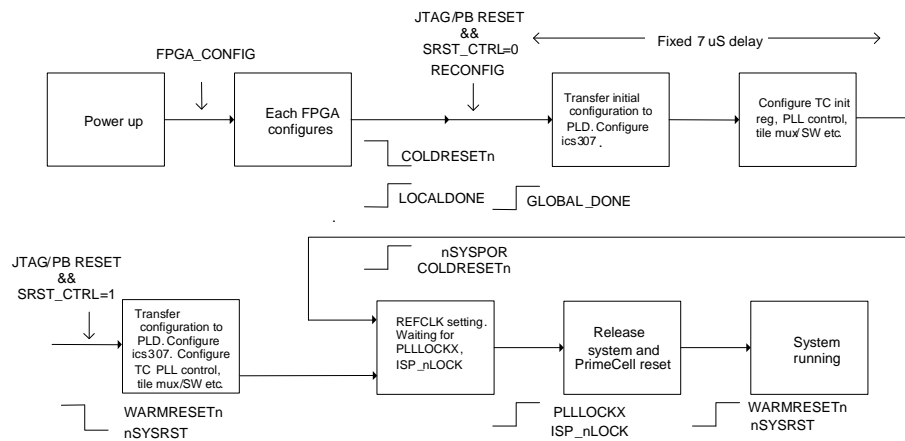 JTAG/PB RESET
&&
SRST_CTRL=0
RECONFIG
Fixed 7 uS delay
FPGA_CONFIG
Power up
Each FPGA
configures
Transfer initial
configuration to
PLD. Configure
ics307 .
Configure TC init
reg, PLL control,
tile mux/SW etc.
COLDRESETn
LOCALDONE
GLOBAL_DONE
nSYSPOR
COLDRESETn
JTAG/PB RESET
&&
SRST_CTRL=1
Transfer
configuration to
PLD. Configure
ics307. Configure
TC PLL control,
tile mux/SW etc.
REFCLK setting.
Waiting for
PLLLOCKX,
ISP_nLOCK
Release
system and
PrimeCell reset
System
running
WARMRESETn
nSYSRST
PLLLOCKX
ISP_nLOCK
WARMRESETn
nSYSRST